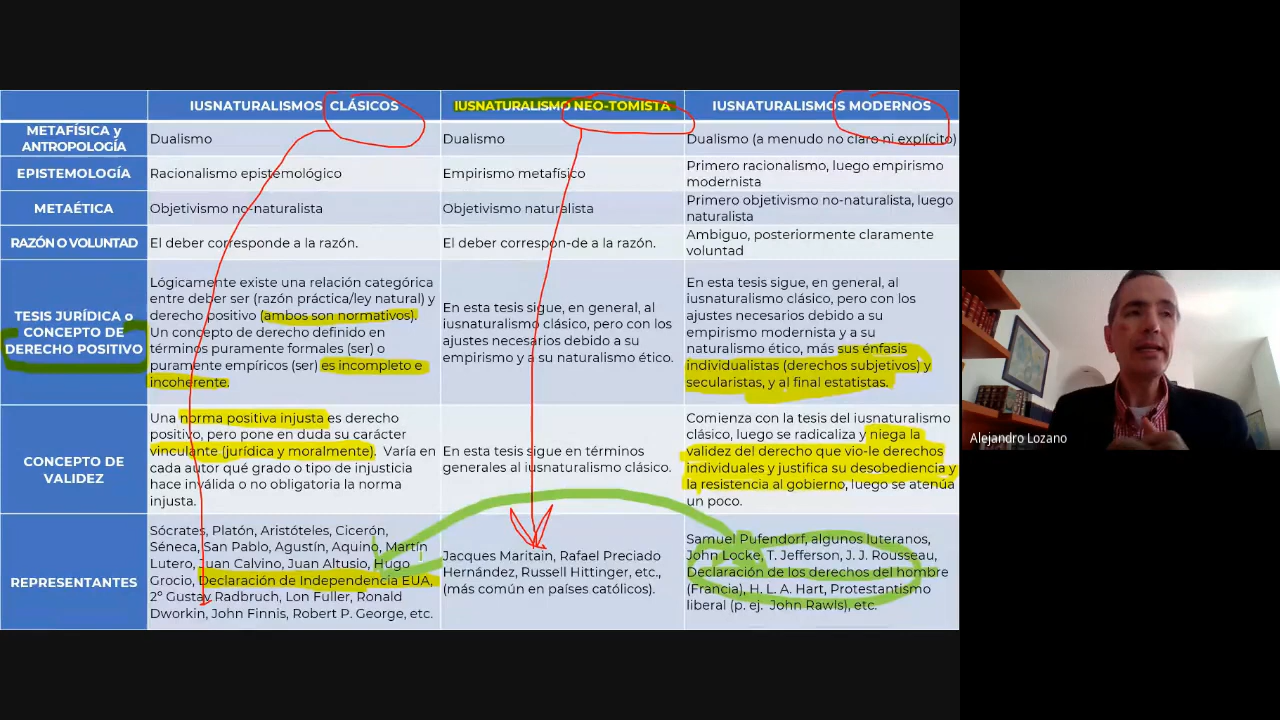 IUSNATURALISMOS CLÁSICOS
IUSNATURALISMO NEO-TOMISTA
IUSNATURALISMOS MODERNOS
METAFÍSICA y
ANTROPOLOGÍA
Dualismo
Dualismo
Dualismo (a menudo no claro ni explícito)
EPISTEMOLOGÍA
Racionalismo epistemológico
Empirismo metafísico
Primero racionalismo, luego empirismo
modernista
METAÉTICA
Objetivismo no-naturalista
Objetivismo naturalista
Primero objetivismo no-naturalista, luego
naturalista
RAZÓN O VOLUNTAD
El deber corresponde a la razón.
El deber correspon-de a la razón.
Ambiguo, posteriormente claramente
voluntad
TESIS JURÍDICA o
CONCEPTO DE
DERECHO POSITIVO
Lógicamente existe una relación categórica
entre deber ser (razón práctica/ley natural) y
derecho positivo (ambos son normativos).
Un concepto de derecho definido en
términos puramente formales (ser) o
puramente empíricos (ser) es incompleto e
incoherente.
En esta tesis sigue, en general, al
iusnaturalismo clásico, pero con los
ajustes necesarios debido a su
empirismo y a su naturalismo ético.
En esta tesis sigue, en general, al
iusnaturalismo clásico, pero con los
ajustes necesarios debido a su
empirismo modernista y a su
naturalismo ético, más sus énfasis
individualistas (derechos subjetivos) y
secularistas, y al final estatistas.
CONCEPTO DE
VALIDEZ
Una norma positiva injusta es derecho
positivo, pero pone en duda su carácter
vinculante (jurídica y moralmente). Varía en
cada autor qué grado o tipo de injusticia
hace inválida o no obligatoria la norma
injusta.
En esta tesis sigue en términos
generales al iusnaturalismo clásico.
Comienza con la tesis del iusnaturalismo
clásico, luego se radicaliza y niega la
validez del derecho que vio-le derechos
individuales y justifica su desobediencia y
la resistencia al gobierno, luego se atenúa
un poco.
REPRESENTANTES
Sócrates, Platón, Aristóteles, Cicerón,
Séneca, San Pablo, Agustín, Aquino, Martín
Lutero, Juan Calvino, Juan Altusio, Hugo
Grocio, Declaración de Independencia EUA,
2º Gustav Radbruch, Lon Fuller, Ronald
Dworkin, John Finnis, Robert P. George, etc.
Jacques Maritain, Rafael Preciado
Hernández, Russell Hittinger, etc.,
(más común en países católicos).
Samuel Pufendorf, algunos luteranos,
John Locke, T. Jefferson, J. J. Rousseau,
Declaración de los derechos del hombre
(Francia), H. L. A. Hart, Protestantismo
liberal (p. ej. John Rawls), etc.
Alejandro Lozano